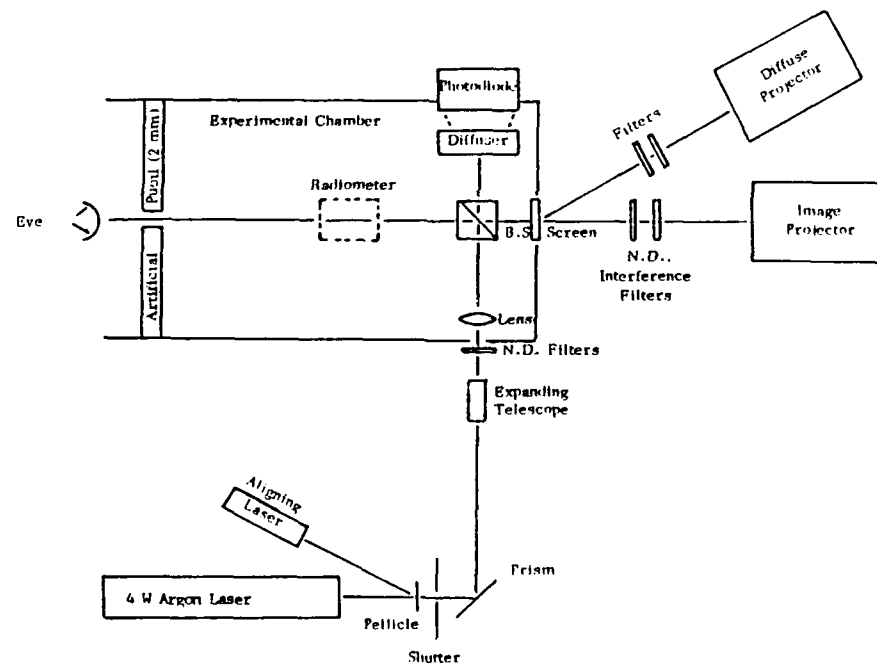 Photodiode
Diffuse
Projector
Experimental Chamber
Diffuser
Filters
Pupil (2 mm)
Radiometer
Eye
B.S.
Screen
Image
Projector
N.D.,
Interference
Filters
Artificial
Lens
N.D. Filters
Expanding
Telescope
Aligning
Laser
Prism
4 W Argon Laser
Pellicle
Shutter